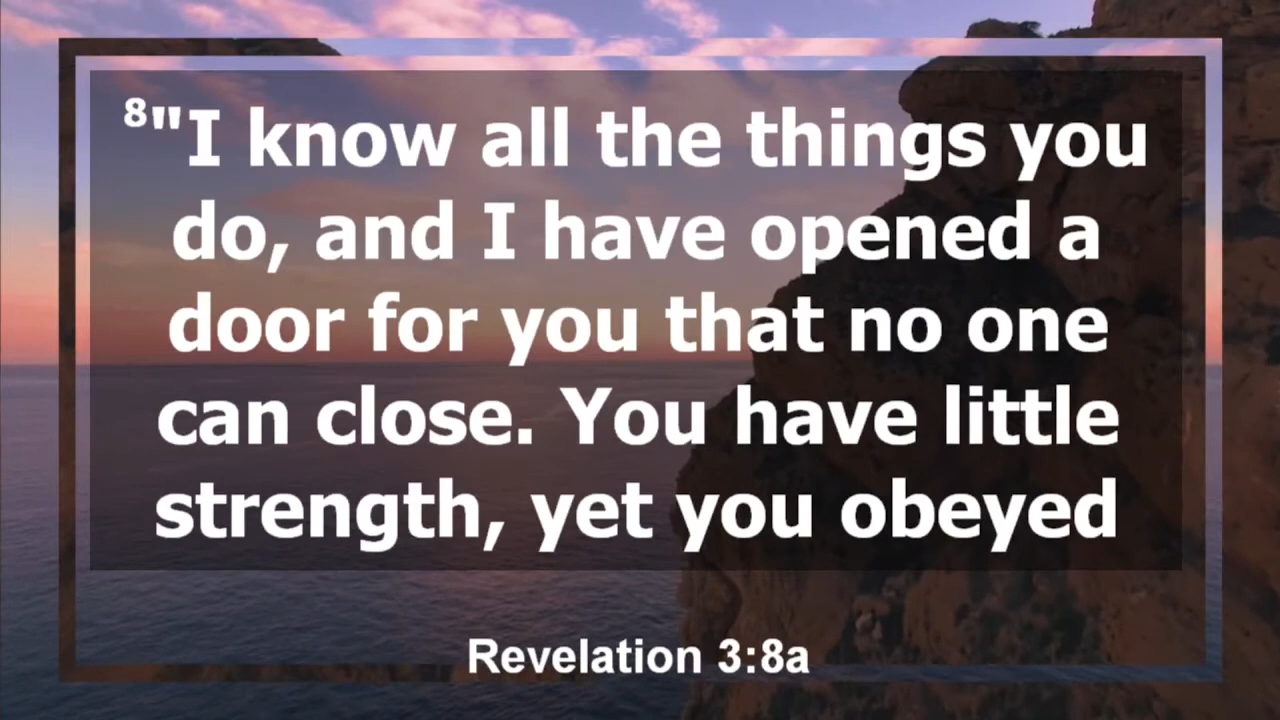 8"I know all the things you
do, and I have opened a
door for you that no one
can close. You have little
strength, yet you obeyed
Revelation 3:8a